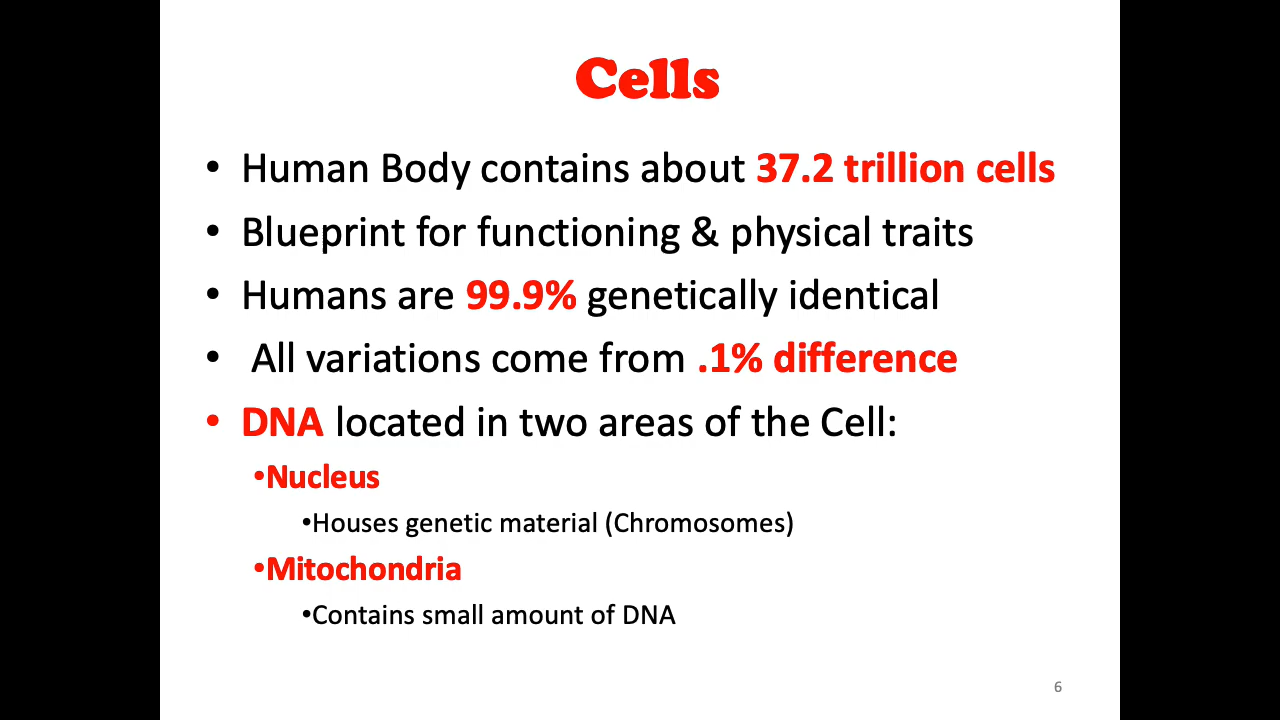 Cells
• Human Body contains about 37.2 trillion cells
• Blueprint for functioning & physical traits
• Humans are 99.9% genetically identical
• All variations come from .1% difference
• DNA located in two areas of the Cell:
•Nucleus
•Houses genetic material (Chromosomes)
•Mitochondria
•Contains small amount of DNA
6